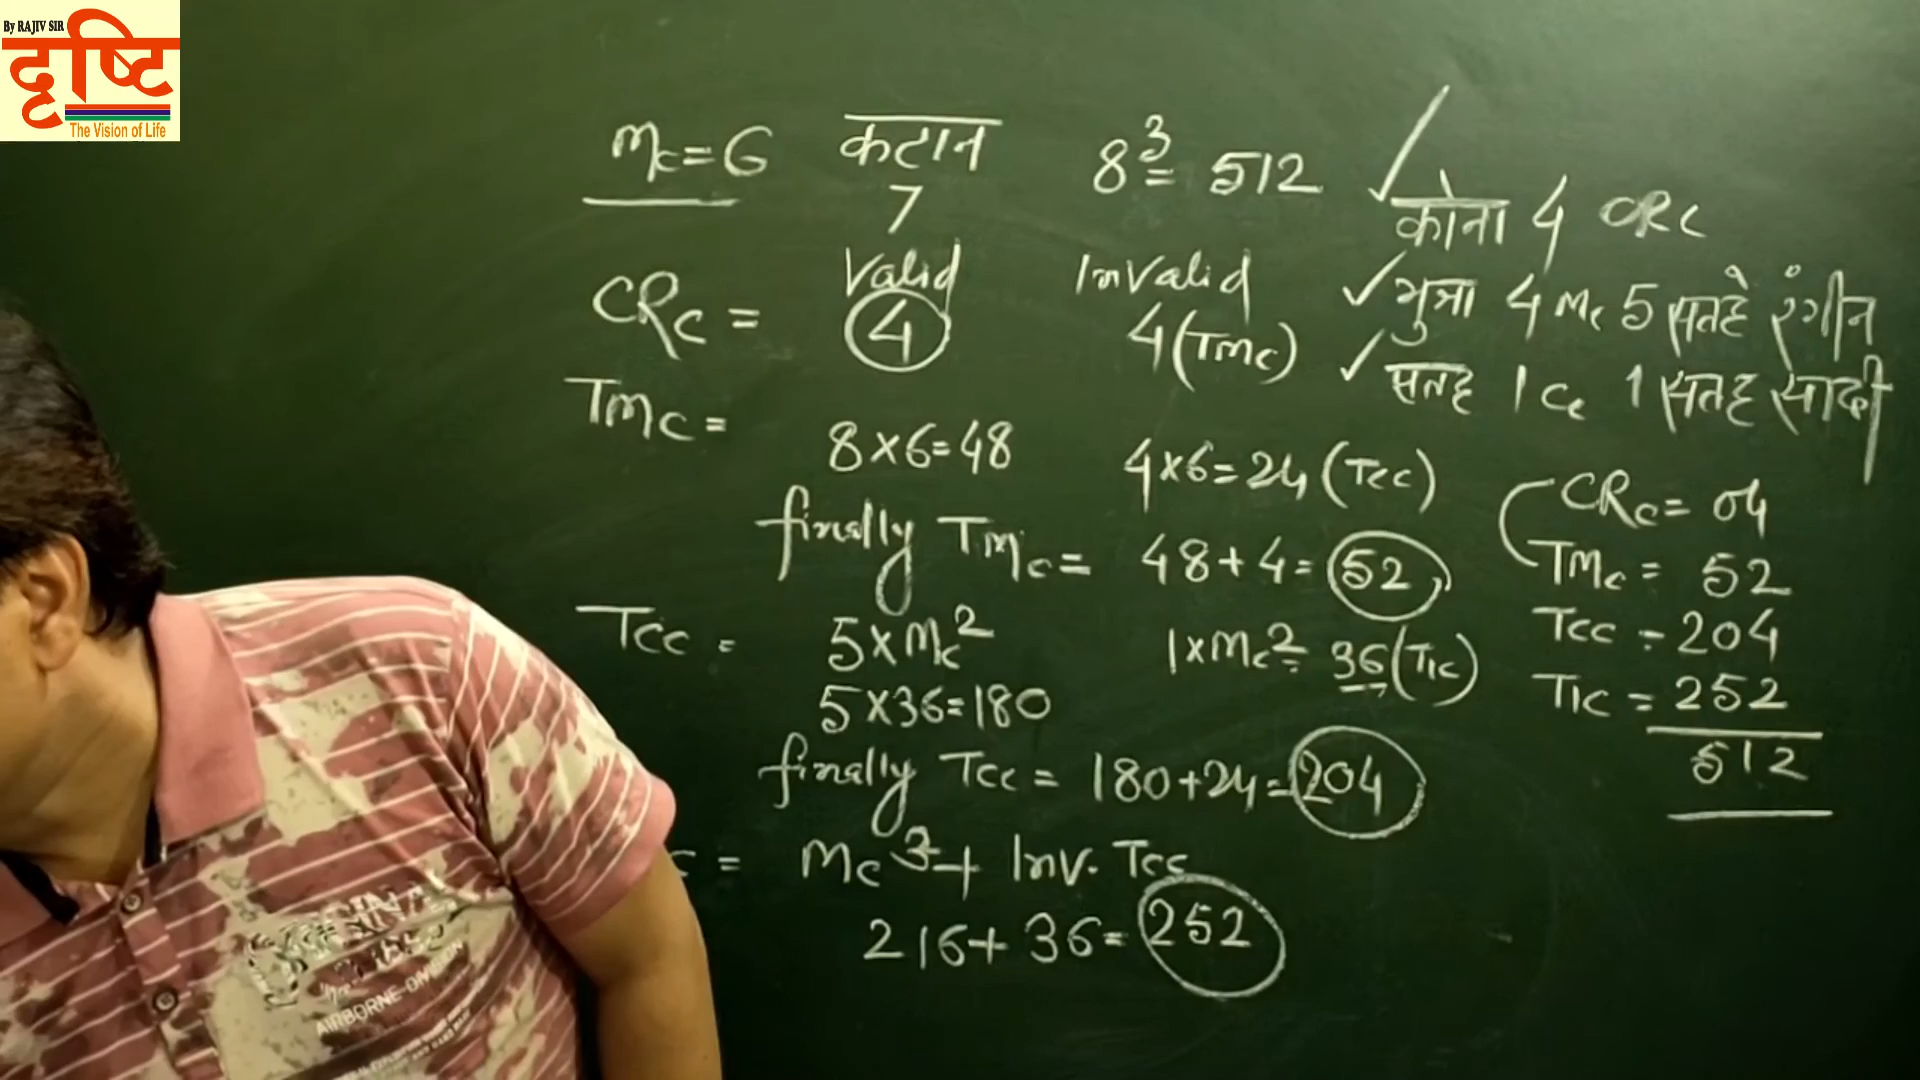 By RAJIV SIR
दृष्टि
The Vision of Life
Mc=6 कटान 8³= 512
7
कोना 4 CRC
Valid Invalid
CRC = 4 4(TMC)
भुजा 4 Mc 5 सतहे रंगीन
सतह 1 Cc 1 सतह सादी
TMC =
8×6=48 4×6=24 (TCC)
finally TMC = 48+4=52
TCC = 5×Mc² 1×Mc²= 36(TIC)
5×36=180
finally TCC = 180+24=204
C = Mc³+ Inv. TCC
216+36=252
CRC= 04
TMC = 52
TCC = 204
TIC = 252
512
AIRBORNE-DIVISION